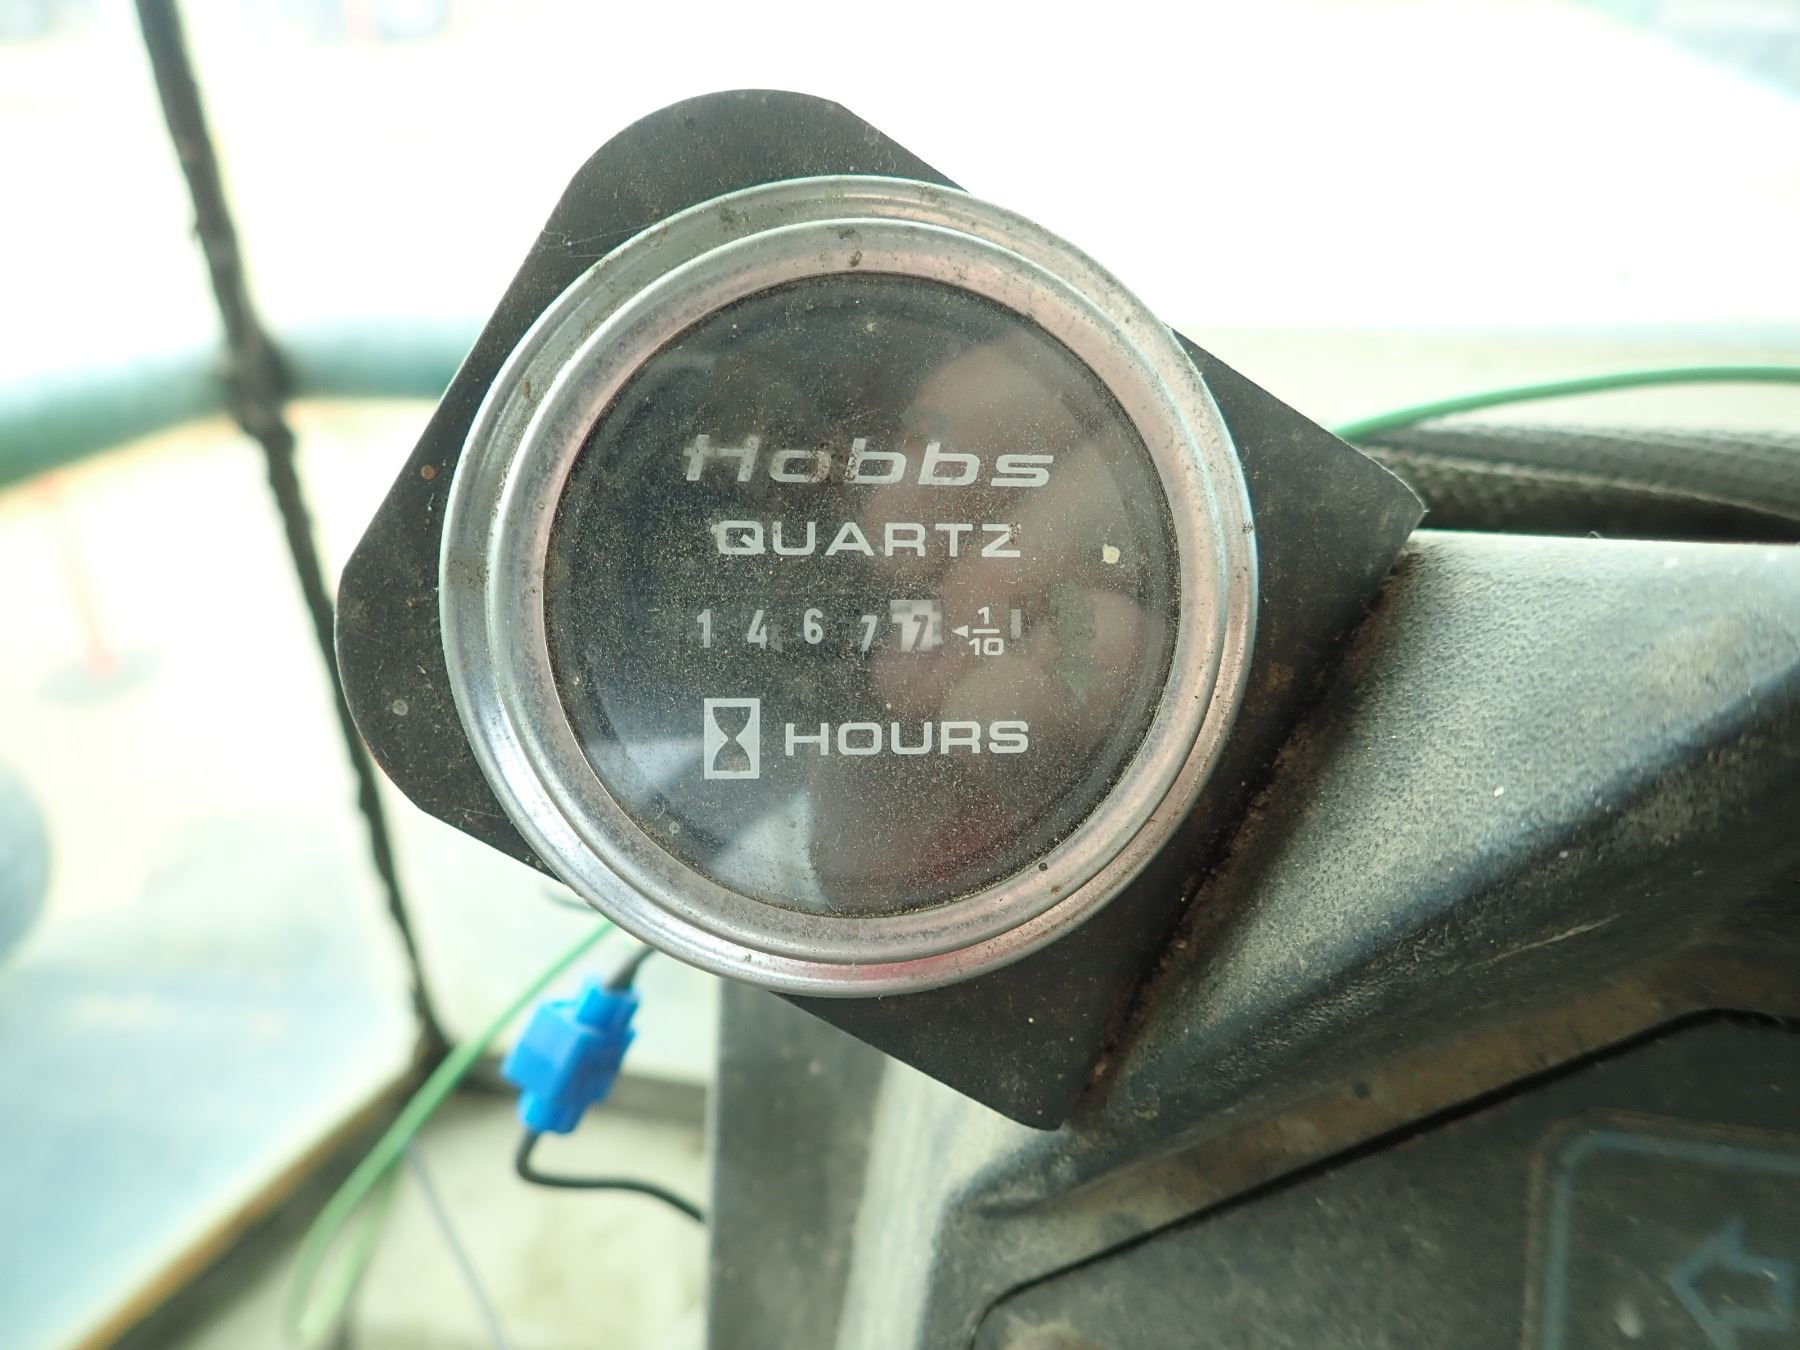 Hobbs
QUARTZ
1 4 6 7 7 ◄ 1/10
HOURS